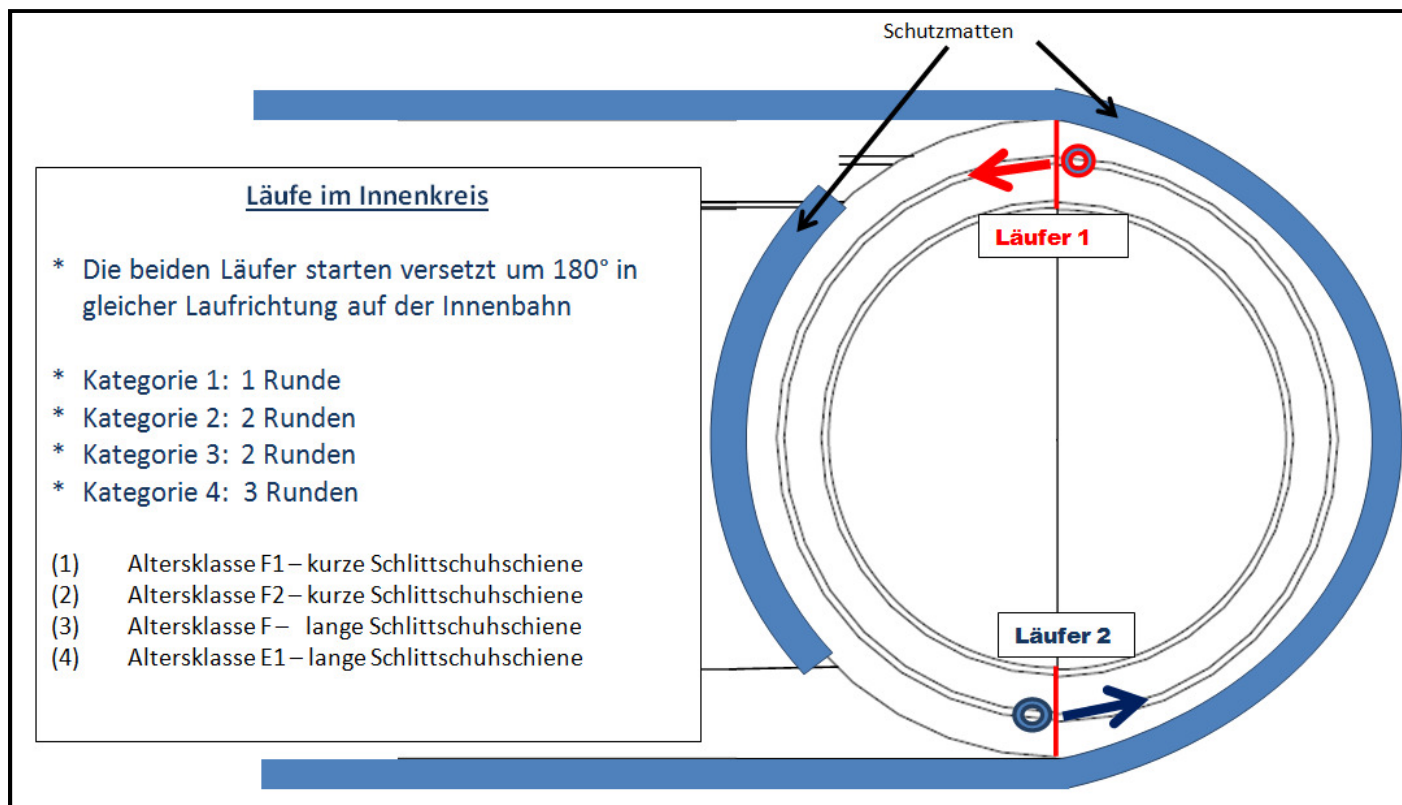 Schutzmatten
Läufe im Innenkreis
* Die beiden Läufer starten versetzt um 180° in
gleicher Laufrichtung auf der Innenbahn
* Kategorie 1: 1 Runde
* Kategorie 2: 2 Runden
* Kategorie 3: 2 Runden
* Kategorie 4: 3 Runden
(1) Altersklasse F1 – kurze Schlittschuhschiene
(2) Altersklasse F2 – kurze Schlittschuhschiene
(3) Altersklasse F – lange Schlittschuhschiene
(4) Altersklasse E1 – lange Schlittschuhschiene
Läufer 1
Läufer 2